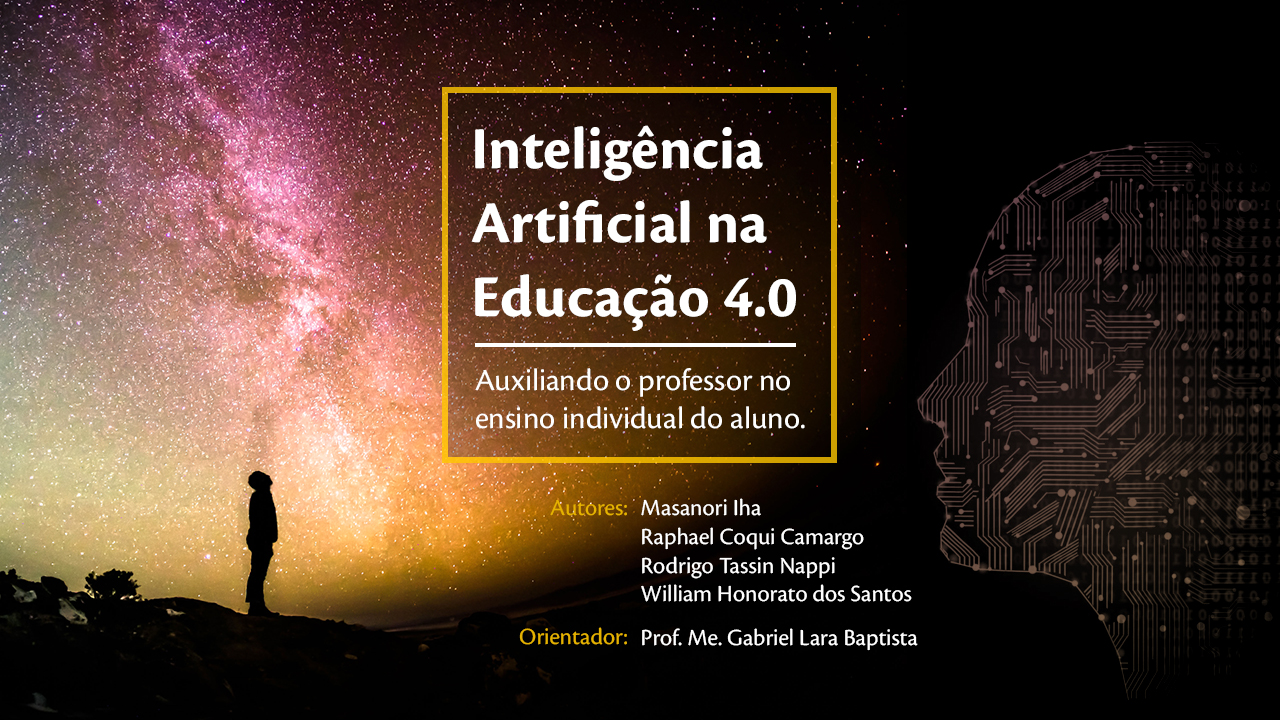 Inteligência
Artificial na
Educação 4.0
Auxiliando o professor no
ensino individual do aluno.
Autores: Masanori Iha
Raphael Coqui Camargo
Rodrigo Tassin Nappi
William Honorato dos Santos
Orientador: Prof. Me. Gabriel Lara Baptista